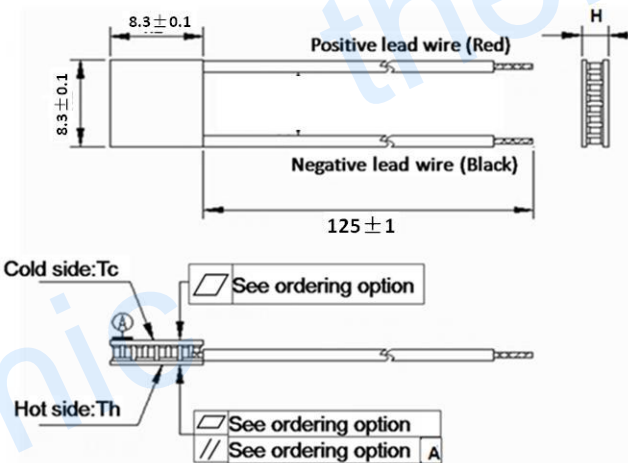 8.3±0.1
H
Positive lead wire (Red)
8.3±0.1
Negative lead wire (Black)
125±1
Cold side:Tc
See ordering option
A
Hot side:Th
See ordering option
// See ordering option A